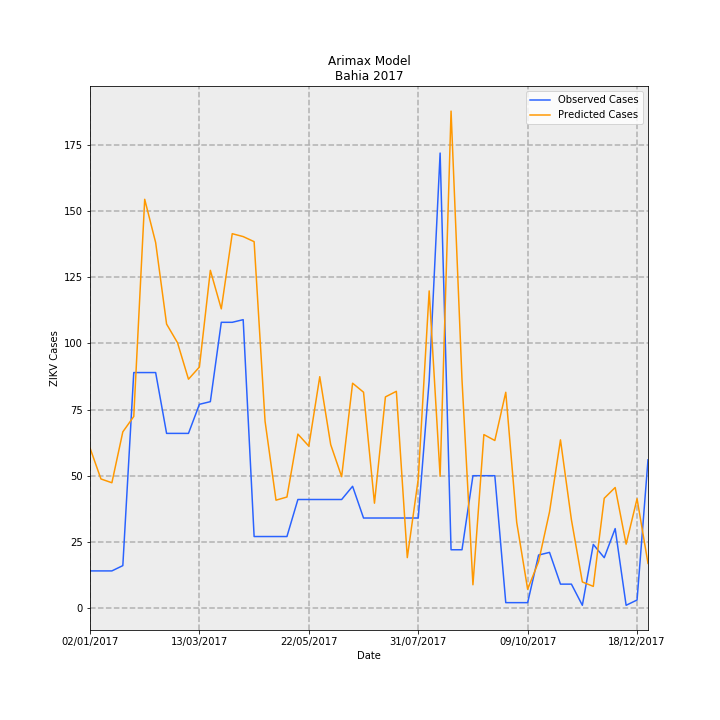 Arimax Model
Bahia 2017
Observed Cases
Predicted Cases
ZIKV Cases
175
150
125
100
75
50
25
0
02/01/2017
13/03/2017
22/05/2017
31/07/2017
09/10/2017
18/12/2017
Date